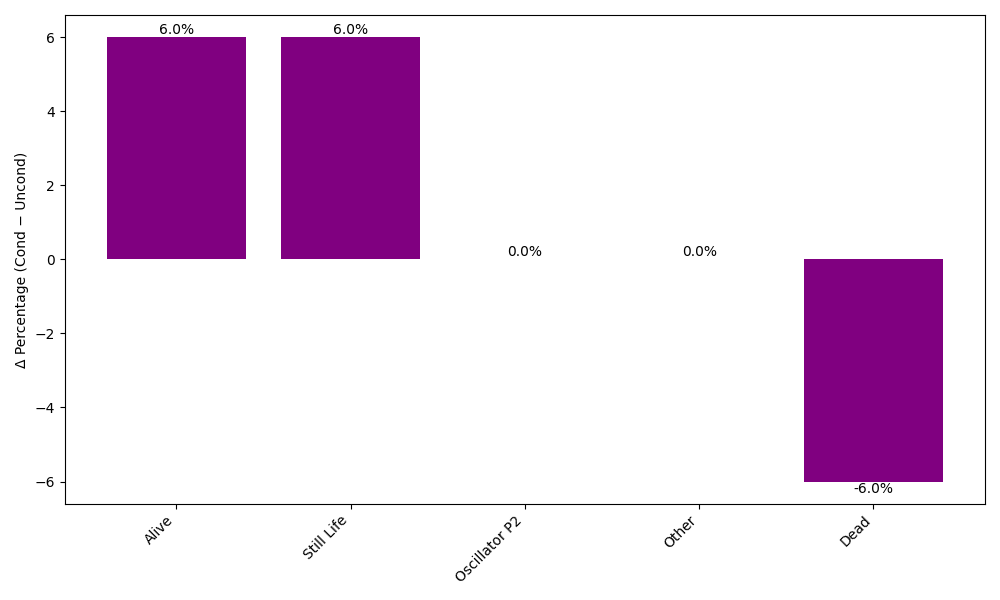 Δ Percentage (Cond − Uncond)
6
4
2
0
−2
−4
−6
6.0%
6.0%
0.0%
0.0%
-6.0%
Alive
Still Life
Oscillator P2
Other
Dead